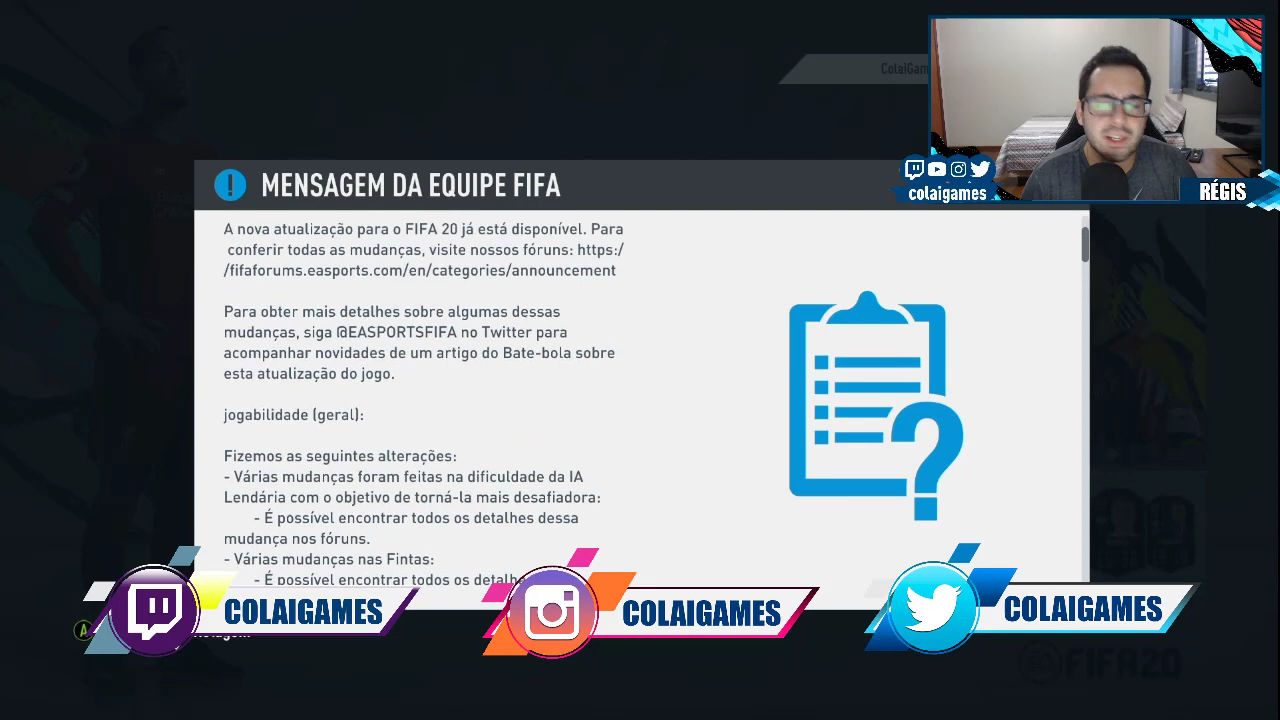 ColaiGam
MENSAGEM DA EQUIPE FIFA
colaigames
RÉGIS
A nova atualização para o FIFA 20 já está disponível. Para
conferir todas as mudanças, visite nossos fóruns: https:/
/fifaforums.easports.com/en/categories/announcement
Para obter mais detalhes sobre algumas dessas
mudanças, siga @EASPORTSFIFA no Twitter para
acompanhar novidades de um artigo do Bate-bola sobre
esta atualização do jogo.
jogabilidade (geral):
Fizemos as seguintes alterações:
- Várias mudanças foram feitas na dificuldade da IA
Lendária com o objetivo de torná-la mais desafiadora:
- É possível encontrar todos os detalhes dessa
mudança nos fóruns.
- Várias mudanças nas Fintas:
- É possível encontrar todos os detalh
COLAIGAMES
COLAIGAMES
COLAIGAMES
A
FIFA20